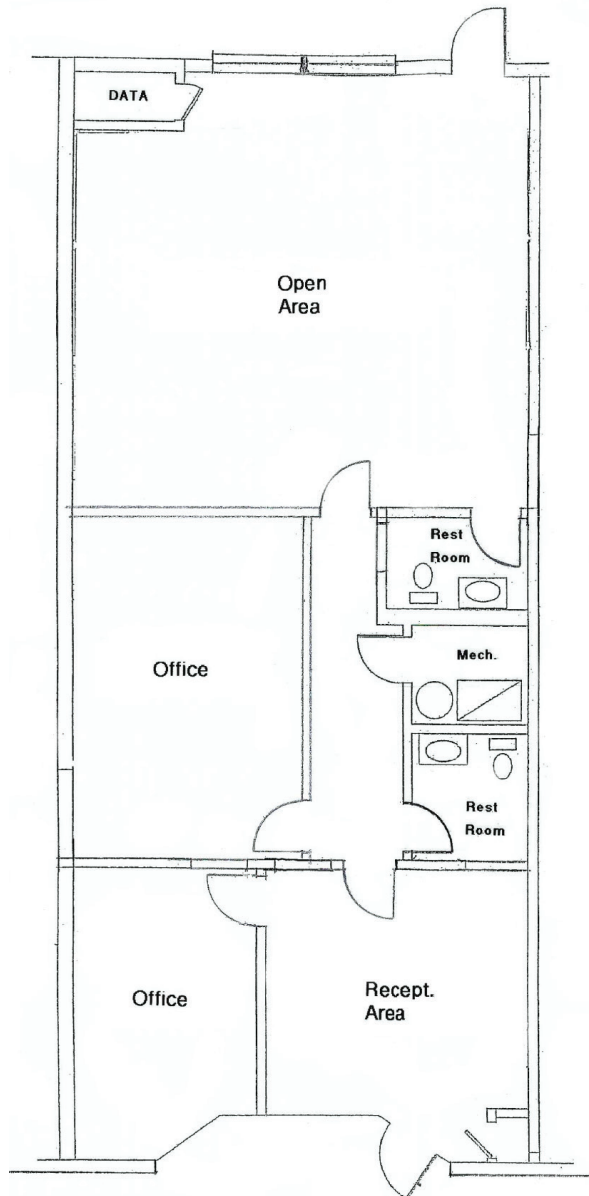 DATA
Open
Area
Rest
Room
Office
Mech.
Rest
Room
Office
Recept.
Area